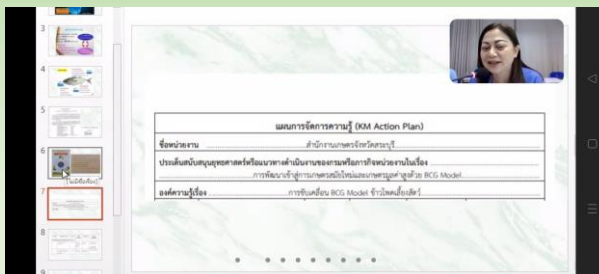 3
4
5
6
7
8
9
แผนการจัดการความรู้ (KM Action Plan)
ชื่อหน่วยงาน สำนักงานเกษตรจังหวัดสระบุรี
ประเด็นสนับสนุนยุทธศาสตร์หรือแนวทางดำเนินงานของกรมหรือภารกิจหน่วยงานในเรื่อง
การพัฒนาเข้าสู่การเกษตรสมัยใหม่และเกษตรมูลค่าสูงด้วย BCG Model
องค์ความรู้เรื่อง การขับเคลื่อน BCG Model ข้าวโพดเลี้ยงสัตว์